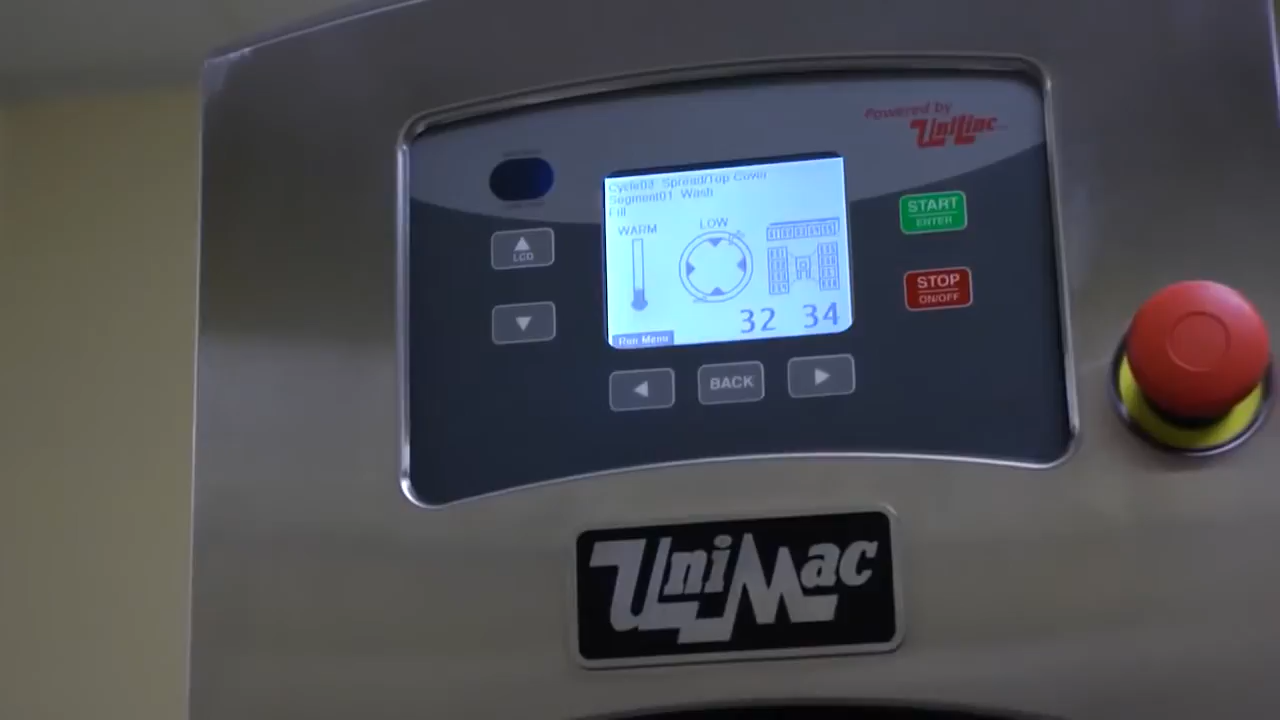 Powered by
UniLinc
Cycle03: Spread/Top Cover
Segment01: Wash
Fill
WARM
LOW
32 34
Run Menu
LCD
START
ENTER
STOP
ON/OFF
BACK
UniMac